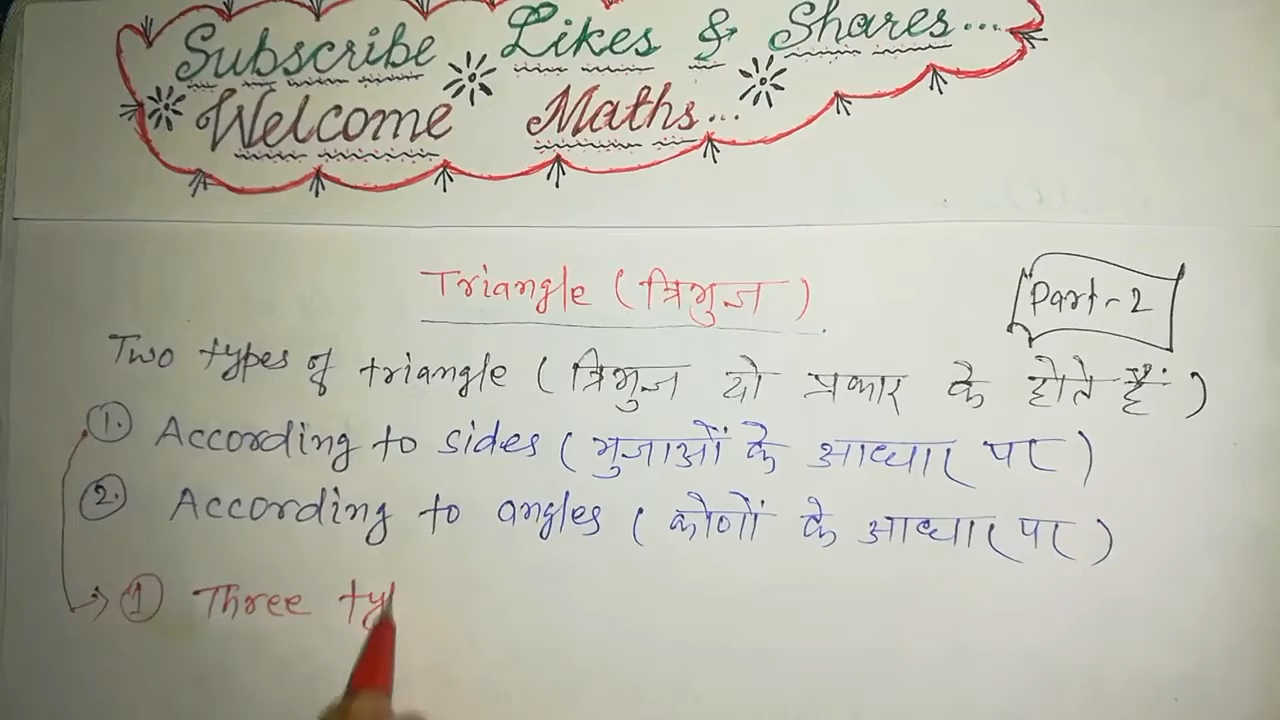 Subscribe Likes & Shares...
Welcome Maths...
Triangle (त्रिभुज)
Part-2
Two types of triangle (त्रिभुज दो प्रकार के होते हैं)
1. According to sides (भुजाओं के आधार पर)
2. According to angles (कोणों के आधार पर)
1 Three ty